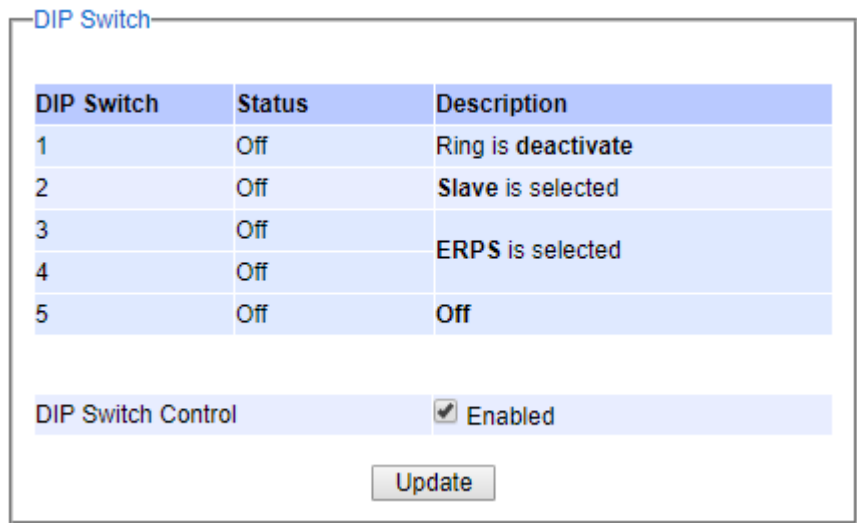 DIP Switch
DIP Switch Status Description
1 Off Ring is deactivate
2 Off Slave is selected
3 Off ERPS is selected
4 Off
5 Off Off
DIP Switch Control Enabled
Update